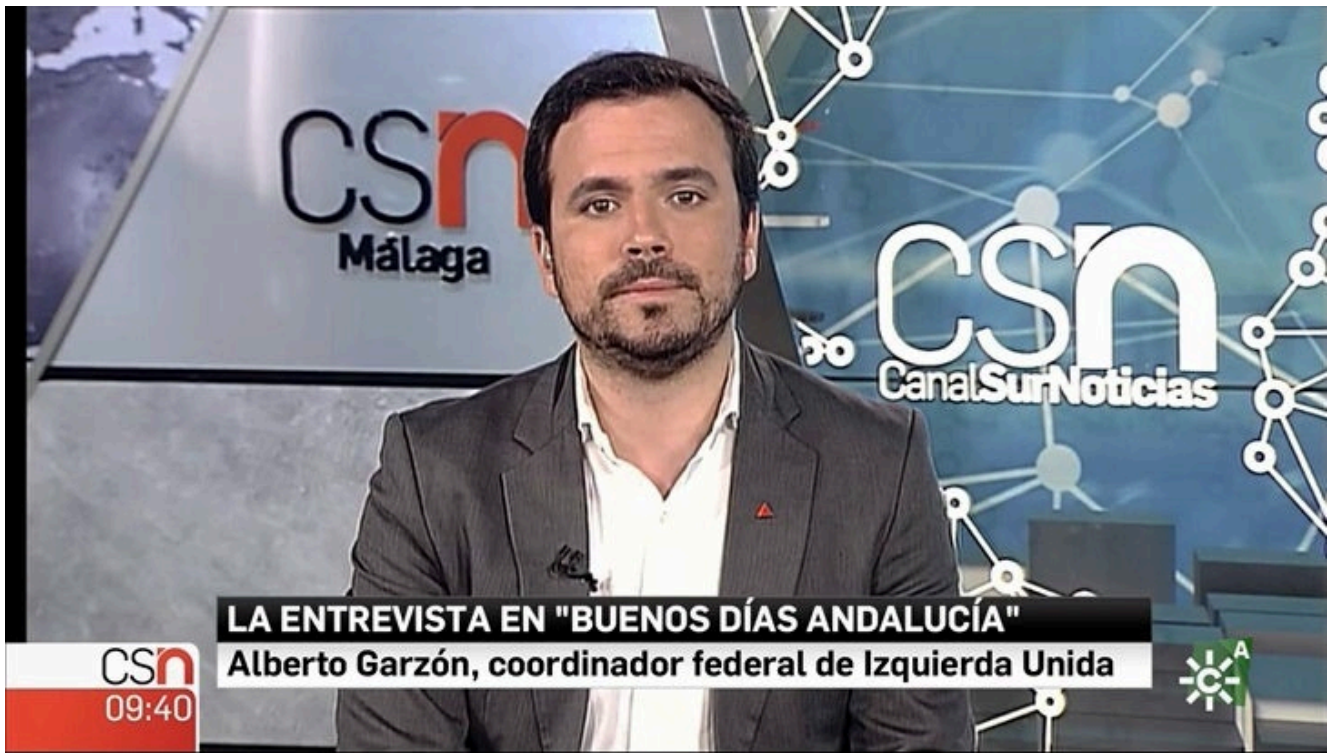 CSn
Málaga
CSn
CanalSurNoticias
LA ENTREVISTA EN "BUENOS DÍAS ANDALUCÍA"
Alberto Garzón, coordinador federal de Izquierda Unida
CSn
09:40
A
C